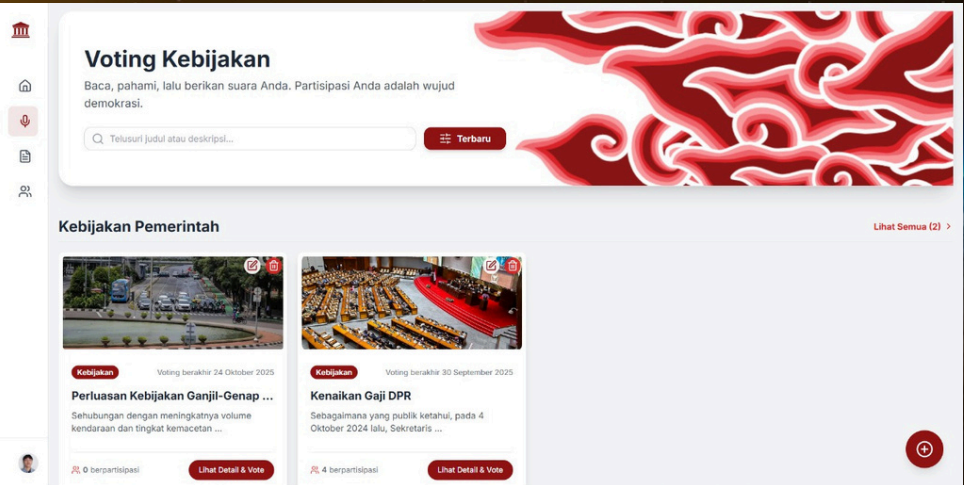 Voting Kebijakan
Baca, pahami, lalu berikan suara Anda. Partisipasi Anda adalah wujud
demokrasi.
Telusuri judul atau deskripsi...
Terbaru
Kebijakan Pemerintah
Lihat Semua (2)
Kebijakan
Voting berakhir 24 Oktober 2025
Perluasan Kebijakan Ganjil-Genap ...
Sehubungan dengan meningkatnya volume
kendaraan dan tingkat kemacetan ...
0 berpartisipasi
Lihat Detail & Vote
Kebijakan
Voting berakhir 30 September 2025
Kenaikan Gaji DPR
Sebagaimana yang publik ketahui, pada 4
Oktober 2024 lalu, Sekretaris ...
4 berpartisipasi
Lihat Detail & Vote